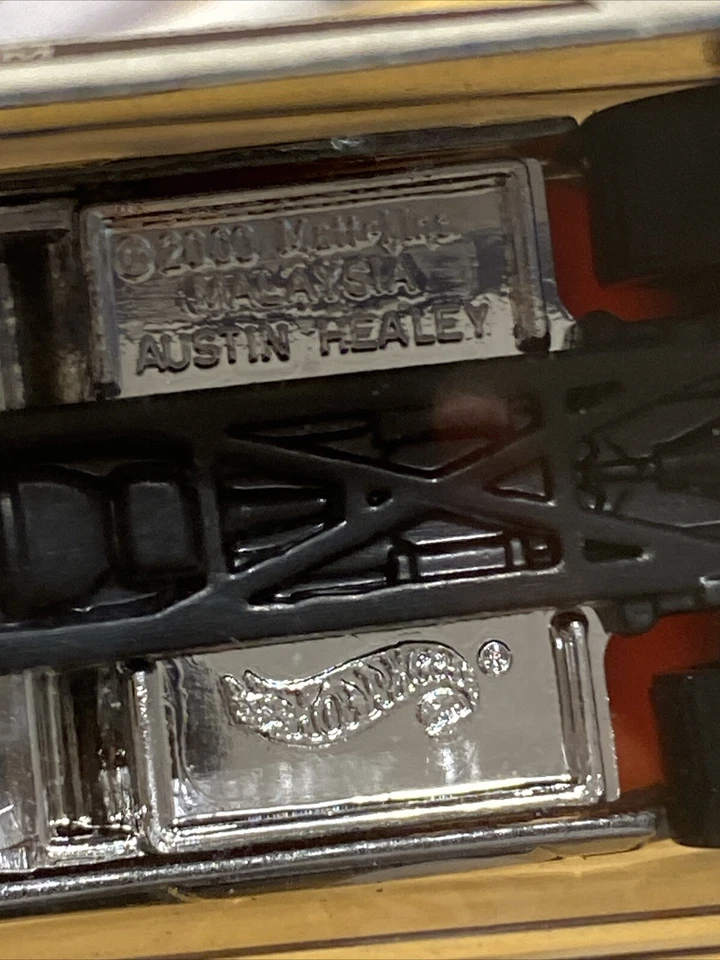 ©2000 Mattel, Inc.
MALAYSIA
AUSTIN HEALEY
Hot Wheels